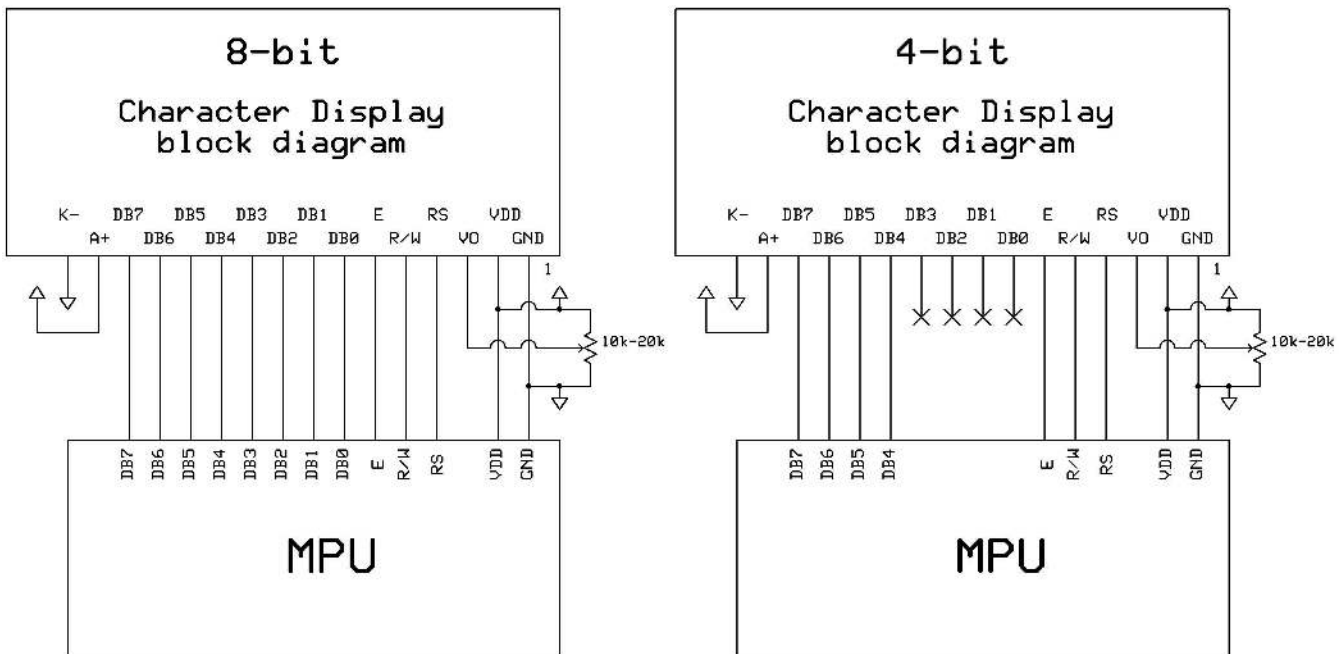 8-bit
Character Display
block diagram
K- DB7 DB5 DB3 DB1 E RS VDD
A+ DB6 DB4 DB2 DB0 R/W VO GND
1
10k-20k
DB7 DB6 DB5 DB4 DB3 DB2 DB1 DB0 E R/W RS VDD GND
MPU
4-bit
Character Display
block diagram
K- DB7 DB5 DB3 DB1 E RS VDD
A+ DB6 DB4 DB2 DB0 R/W VO GND
1
10k-20k
DB7 DB6 DB5 DB4 E R/W RS VDD GND
MPU